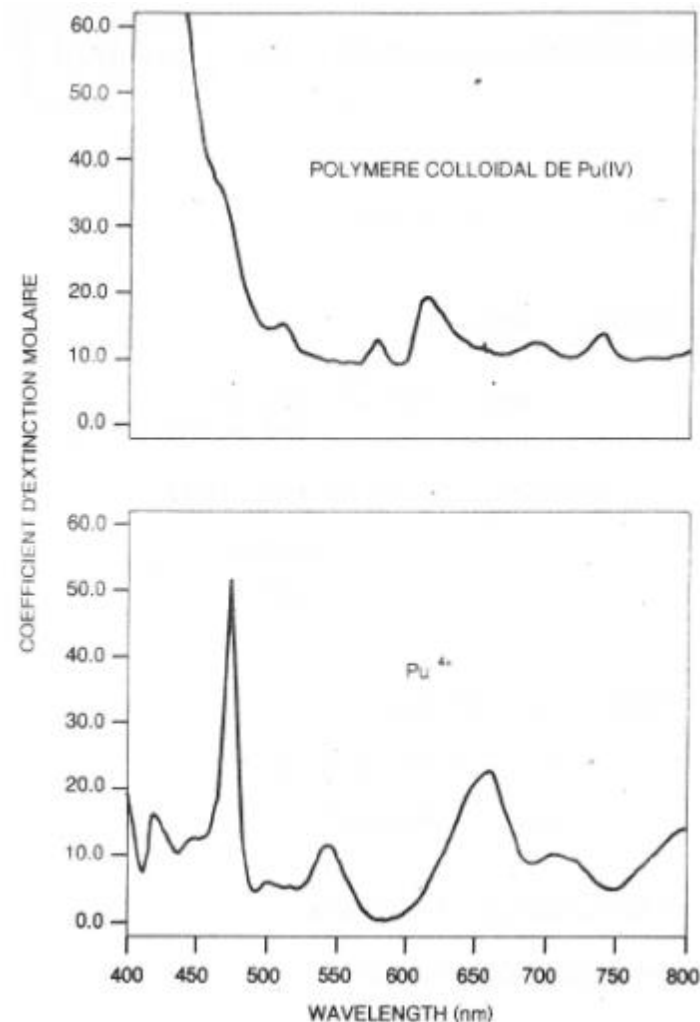 COEFFICIENT D'EXTINCTION MOLAIRE
60.0
50.0
40.0
30.0
20.0
10.0
0.0
POLYMERE COLLOIDAL DE Pu(IV)
60.0
50.0
40.0
30.0
20.0
10.0
0.0
Pu 4+
400 450 500 550 600 650 700 750 800
WAVELENGTH (nm)